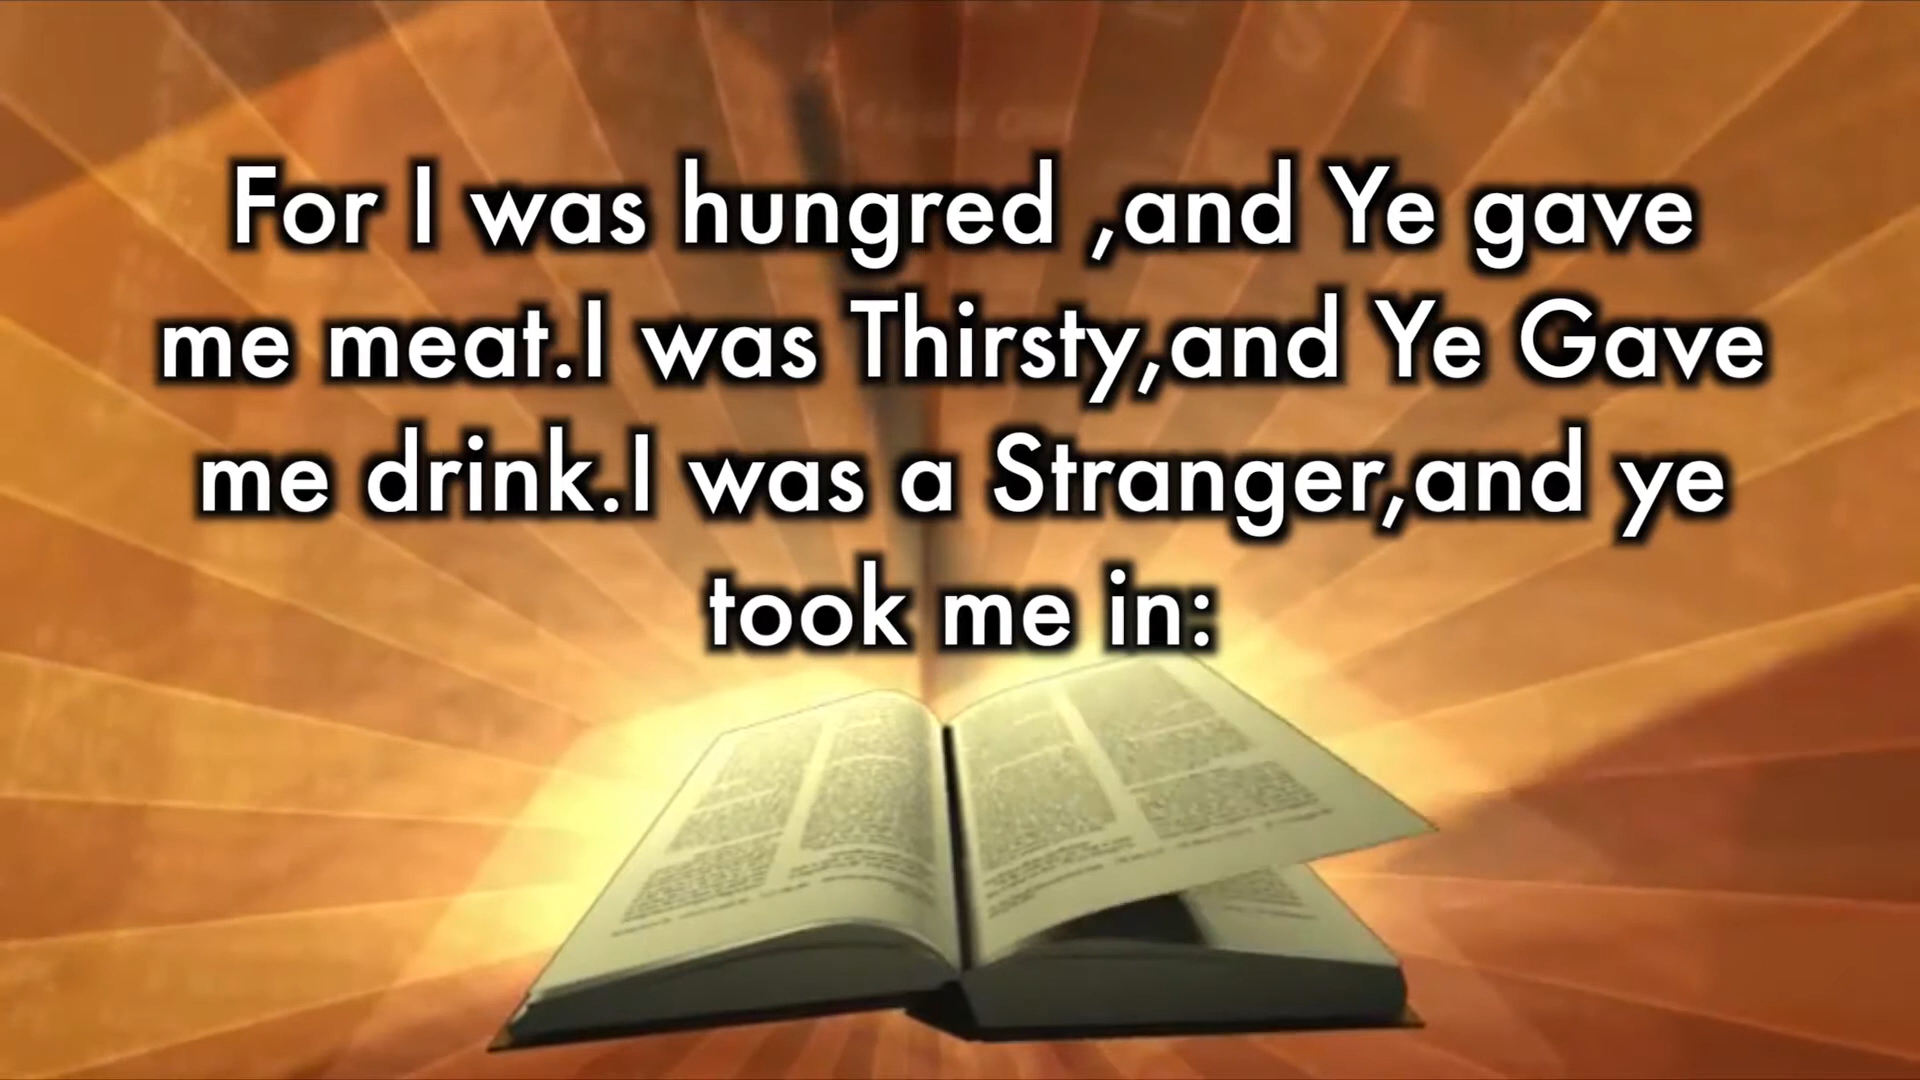 For I was hungred ,and Ye gave
me meat.I was Thirsty,and Ye Gave
me drink.I was a Stranger,and ye
took me in: